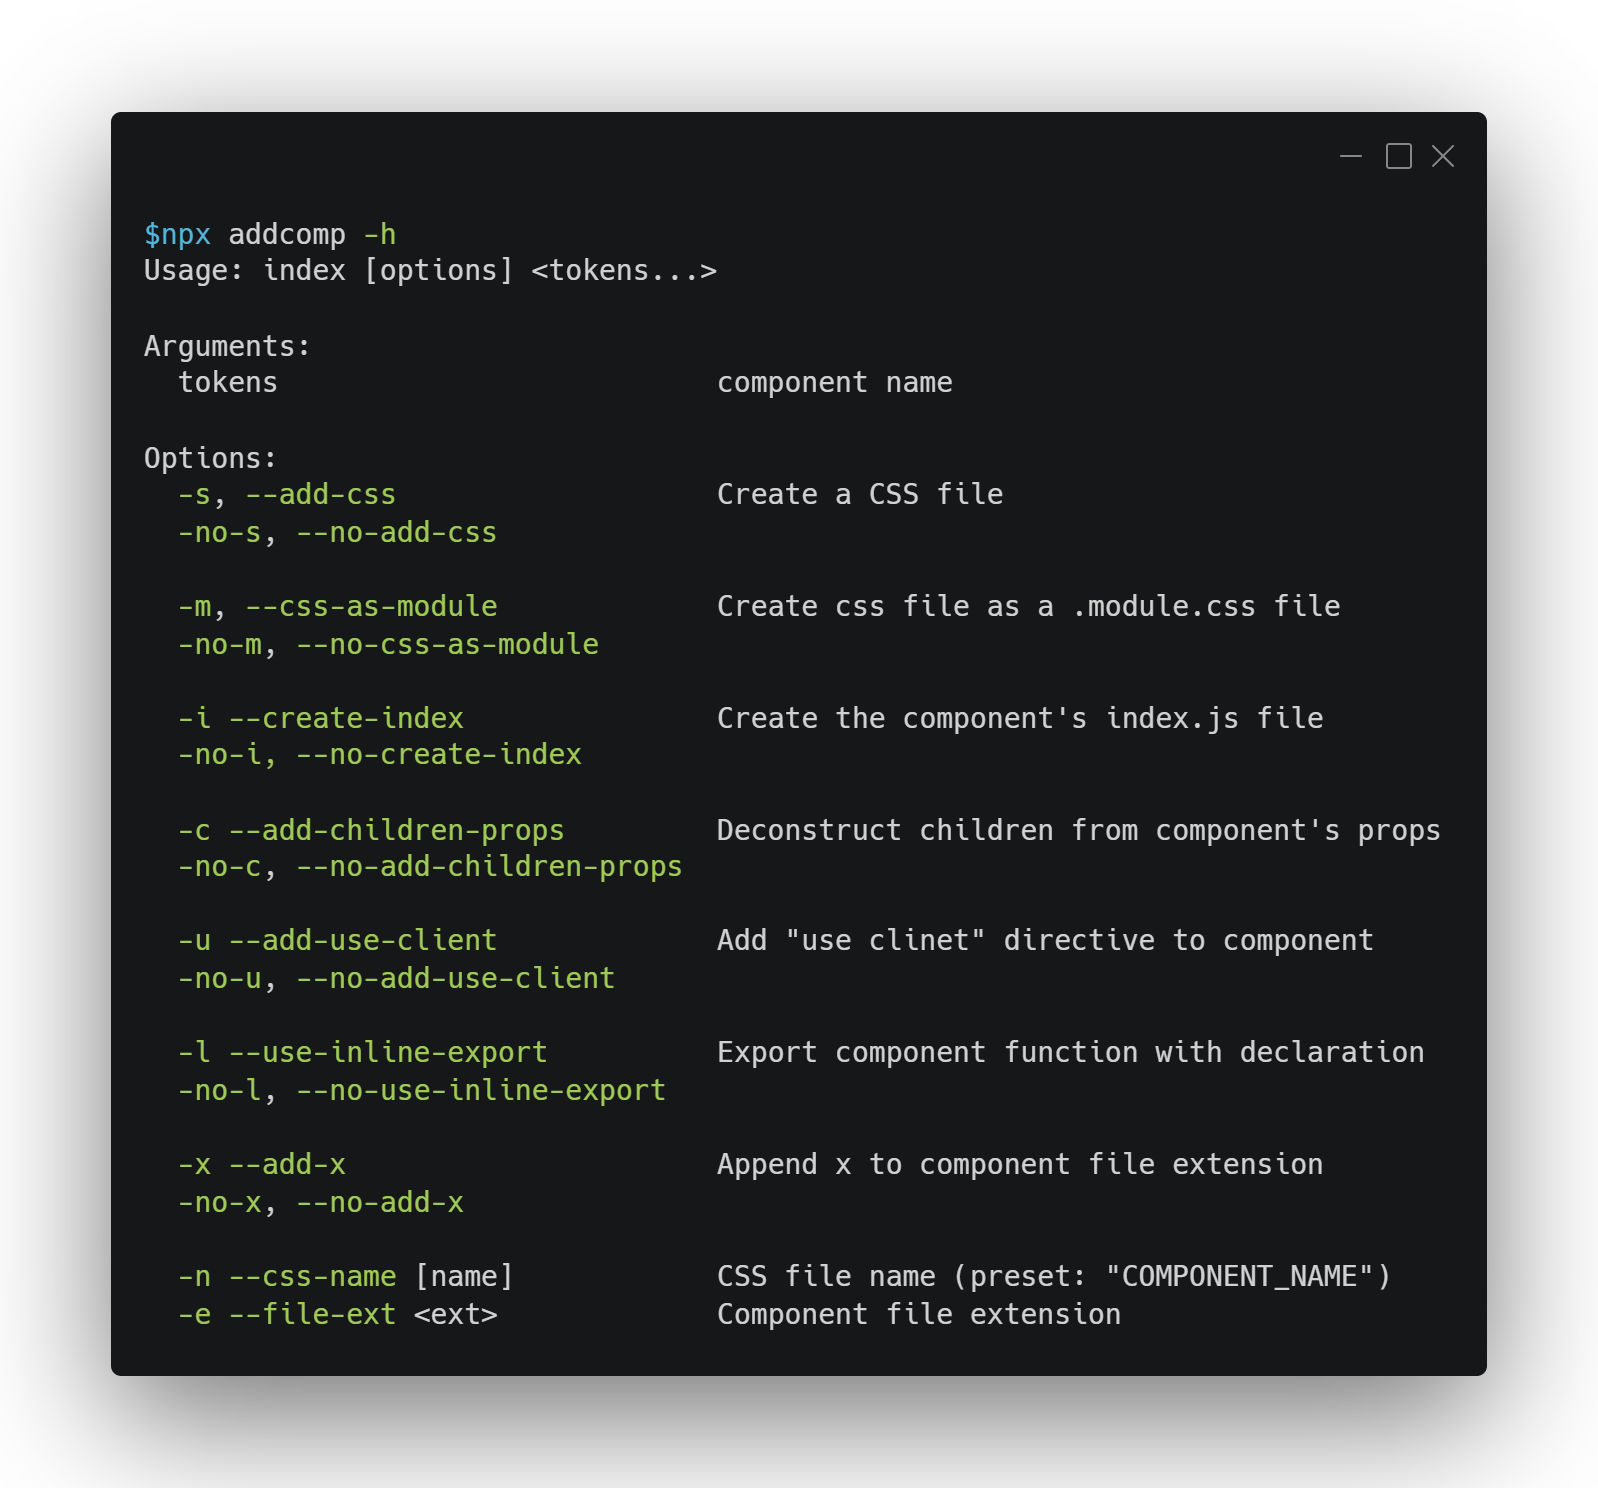 $npx addcomp -h
Usage: index [options] <tokens...>
Arguments:
tokens component name
Options:
-s, --add-css Create a CSS file
-no-s, --no-add-css
-m, --css-as-module Create css file as a .module.css file
-no-m, --no-css-as-module
-i --create-index Create the component's index.js file
-no-i, --no-create-index
-c --add-children-props Deconstruct children from component's props
-no-c, --no-add-children-props
-u --add-use-client Add "use clinet" directive to component
-no-u, --no-add-use-client
-l --use-inline-export Export component function with declaration
-no-l, --no-use-inline-export
-x --add-x Append x to component file extension
-no-x, --no-add-x
-n --css-name [name] CSS file name (preset: "COMPONENT_NAME")
-e --file-ext <ext> Component file extension